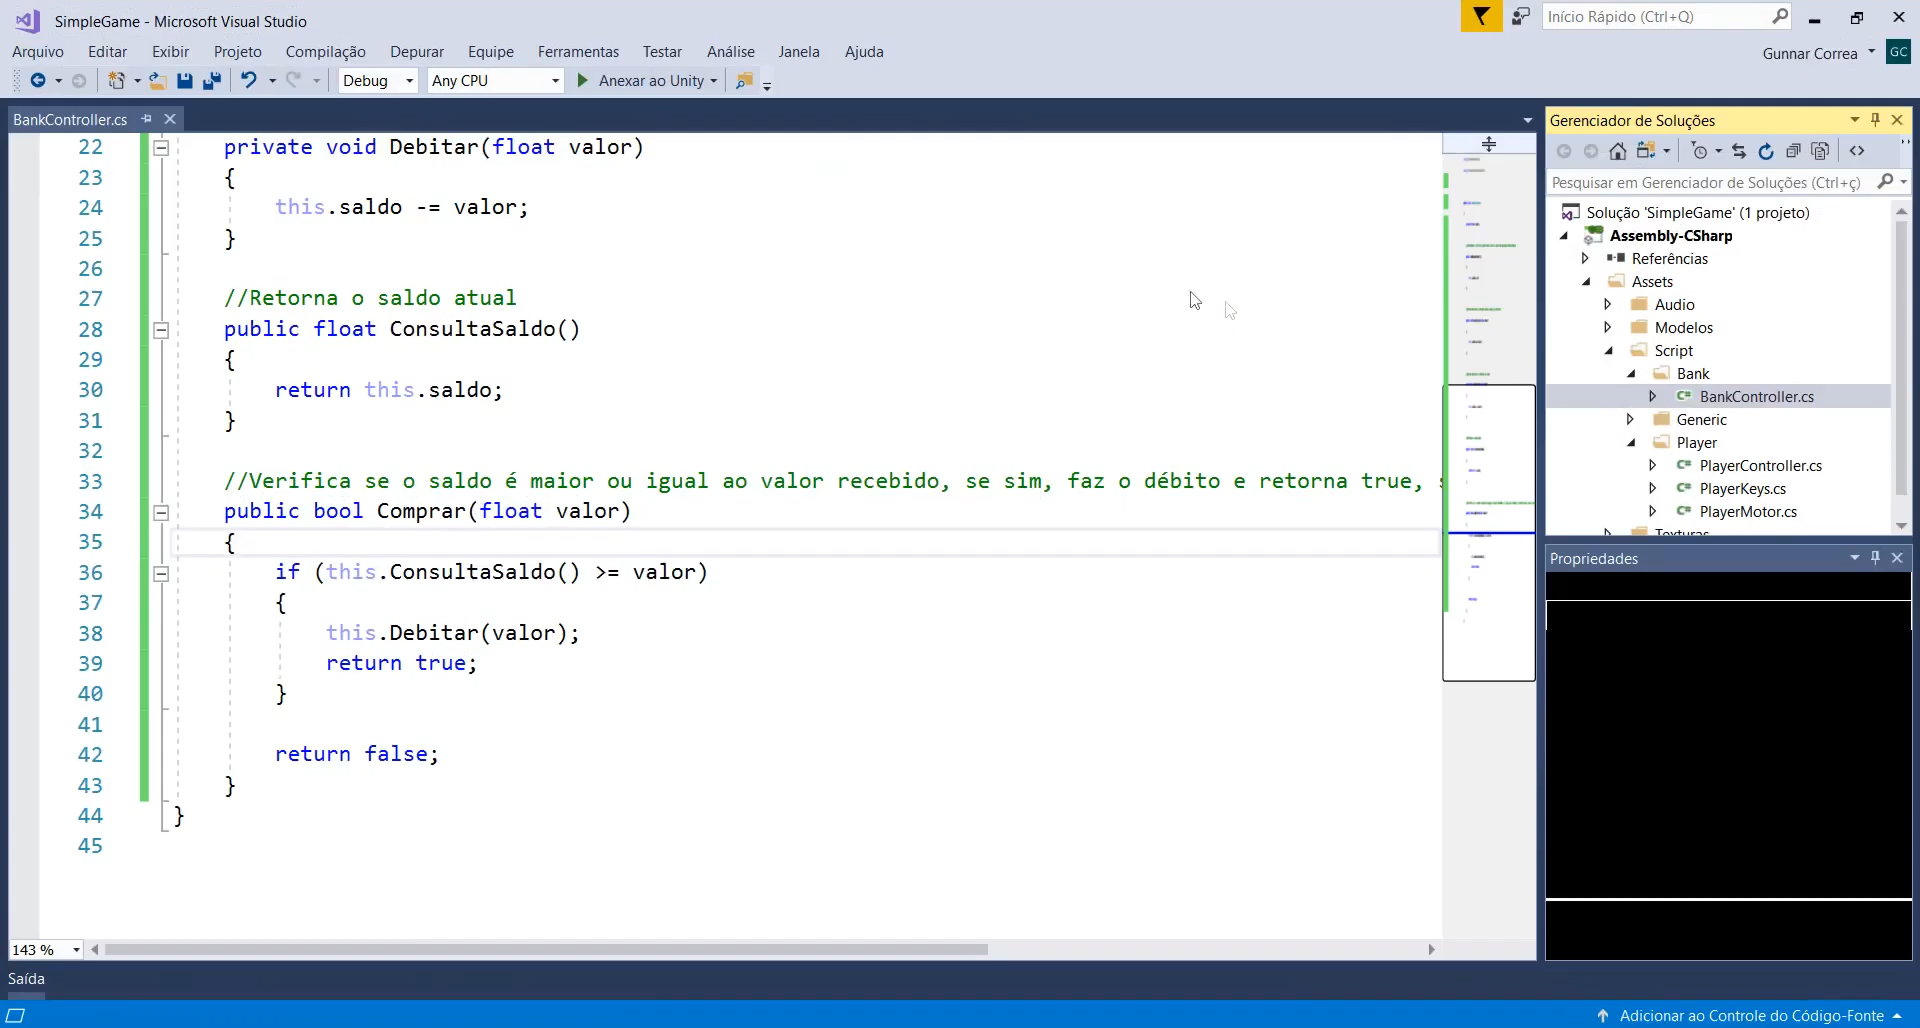 SimpleGame - Microsoft Visual Studio
Início Rápido (Ctrl+Q)
Arquivo Editar Exibir Projeto Compilação Depurar Equipe Ferramentas Testar Análise Janela Ajuda
Gunnar Correa GC
Debug Any CPU Anexar ao Unity
BankController.cs
22 private void Debitar(float valor)
23 {
24 this.saldo -= valor;
25 }
26
27 //Retorna o saldo atual
28 public float ConsultaSaldo()
29 {
30 return this.saldo;
31 }
32
33 //Verifica se o saldo é maior ou igual ao valor recebido, se sim, faz o débito e retorna true,
34 public bool Comprar(float valor)
35 {
36 if (this.ConsultaSaldo() >= valor)
37 {
38 this.Debitar(valor);
39 return true;
40 }
41
42 return false;
43 }
44 }
45
143 %
Gerenciador de Soluções
Pesquisar em Gerenciador de Soluções (Ctrl+ç)
Solução 'SimpleGame' (1 projeto)
Assembly-CSharp
Referências
Assets
Audio
Modelos
Script
Bank
BankController.cs
Generic
Player
PlayerController.cs
PlayerKeys.cs
PlayerMotor.cs
Propriedades
Saída
Adicionar ao Controle do Código-Fonte